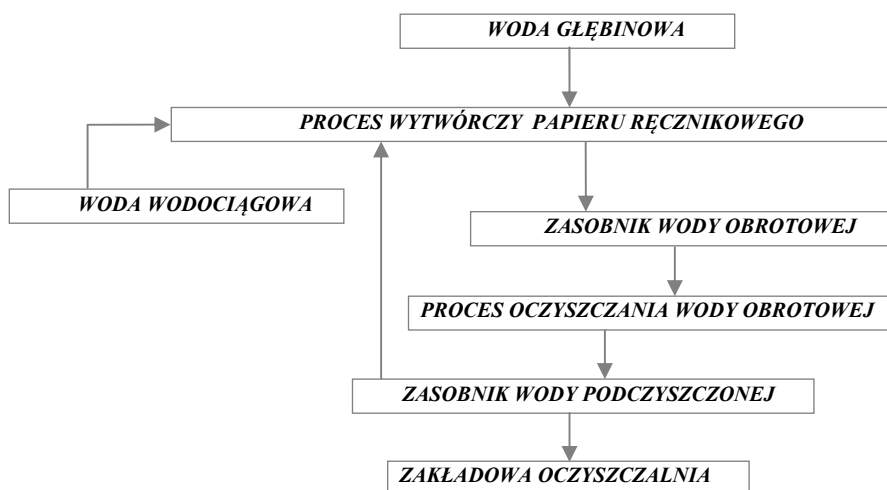 WODA GŁĘBINOWA
PROCES WYTWÓRCZY PAPIERU RĘCZNIKOWEGO
WODA WODOCIĄGOWA
ZASOBNIK WODY OBROTOWEJ
PROCES OCZYSZCZANIA WODY OBROTOWEJ
ZASOBNIK WODY PODCZYSZCZONEJ
ZAKŁADOWA OCZYSZCZALNIA